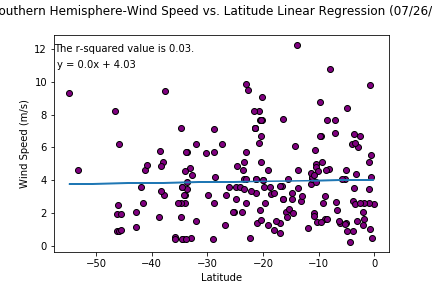 outhern Hemisphere-Wind Speed vs. Latitude Linear Regression (07/26/
The r-squared value is 0.03.
y = 0.0x + 4.03
12
10
8
6
4
2
0
Wind Speed (m/s)
−50 −40 −30 −20 −10 0
Latitude